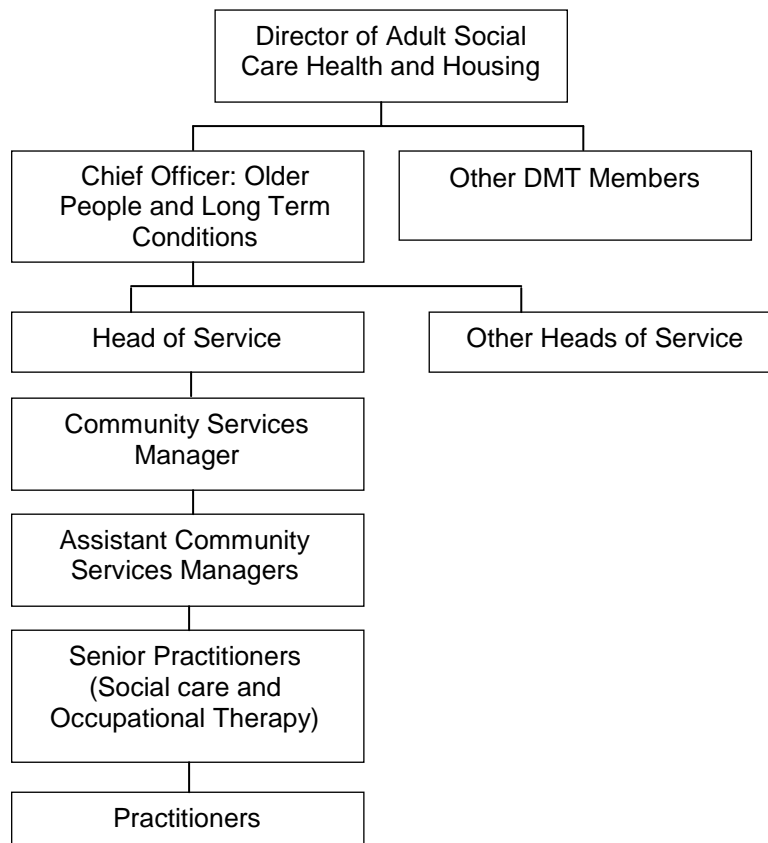 Director of Adult Social
Care Health and Housing
Chief Officer: Older
People and Long Term
Conditions
Other DMT Members
Head of Service
Other Heads of Service
Community Services
Manager
Assistant Community
Services Managers
Senior Practitioners
(Social care and
Occupational Therapy)
Practitioners